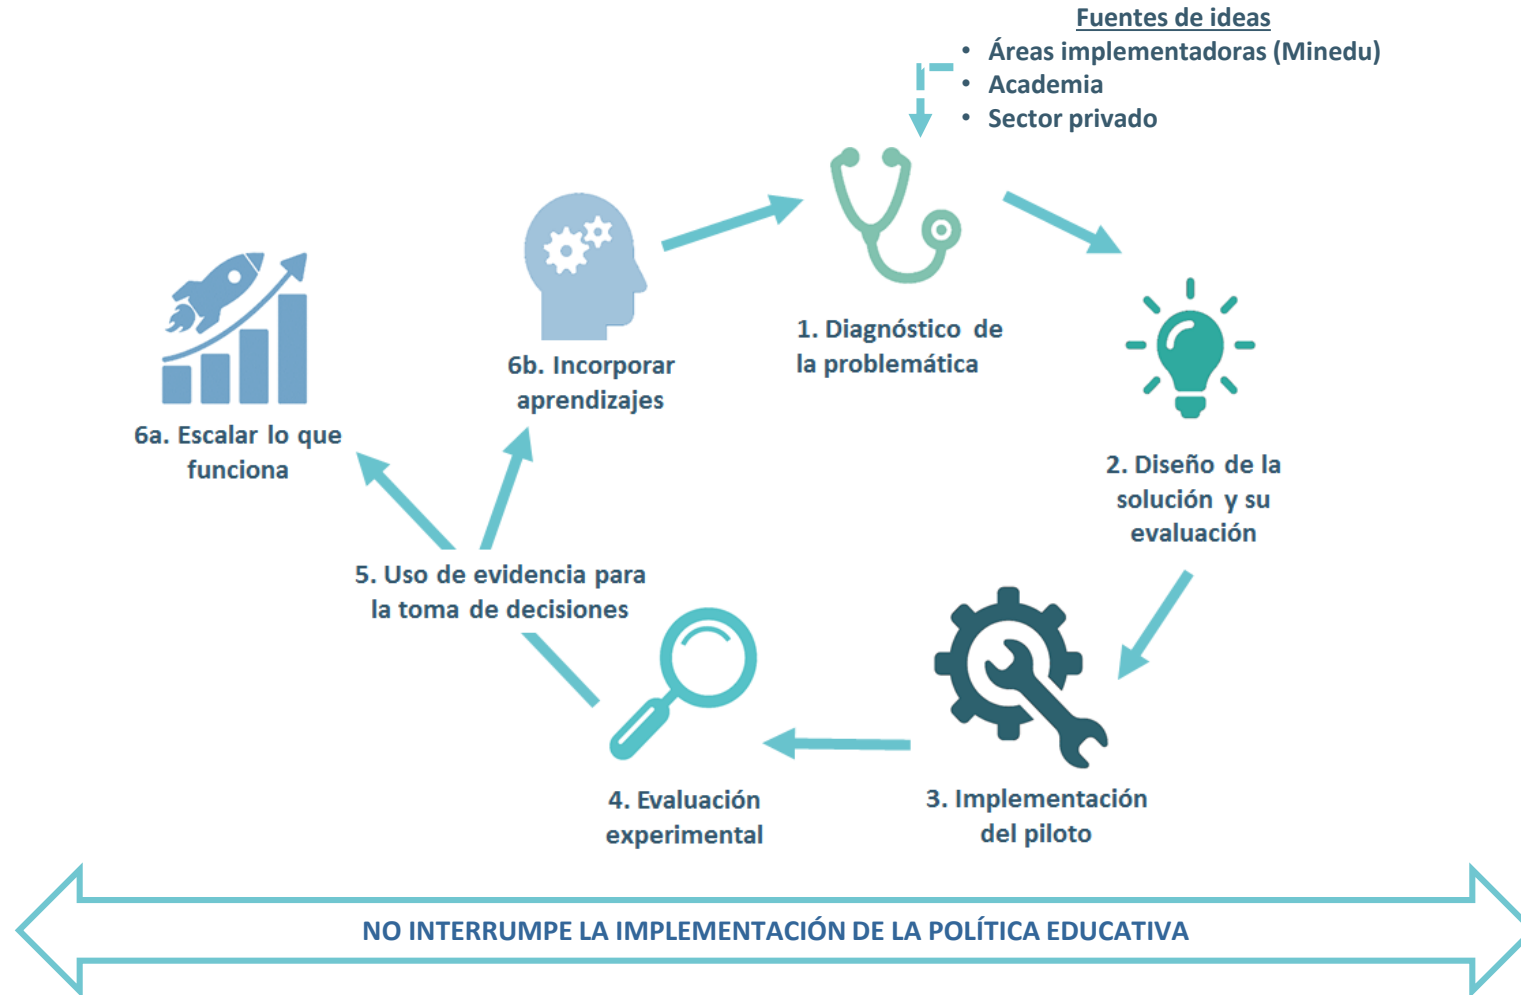 Fuentes de ideas
• Áreas implementadoras (Minedu)
• Academia
• Sector privado
1. Diagnóstico de
la problemática
2. Diseño de la
solución y su
evaluación
3. Implementación
del piloto
4. Evaluación
experimental
5. Uso de evidencia para
la toma de decisiones
6a. Escalar lo que
funciona
6b. Incorporar
aprendizajes
NO INTERRUMPE LA IMPLEMENTACIÓN DE LA POLÍTICA EDUCATIVA